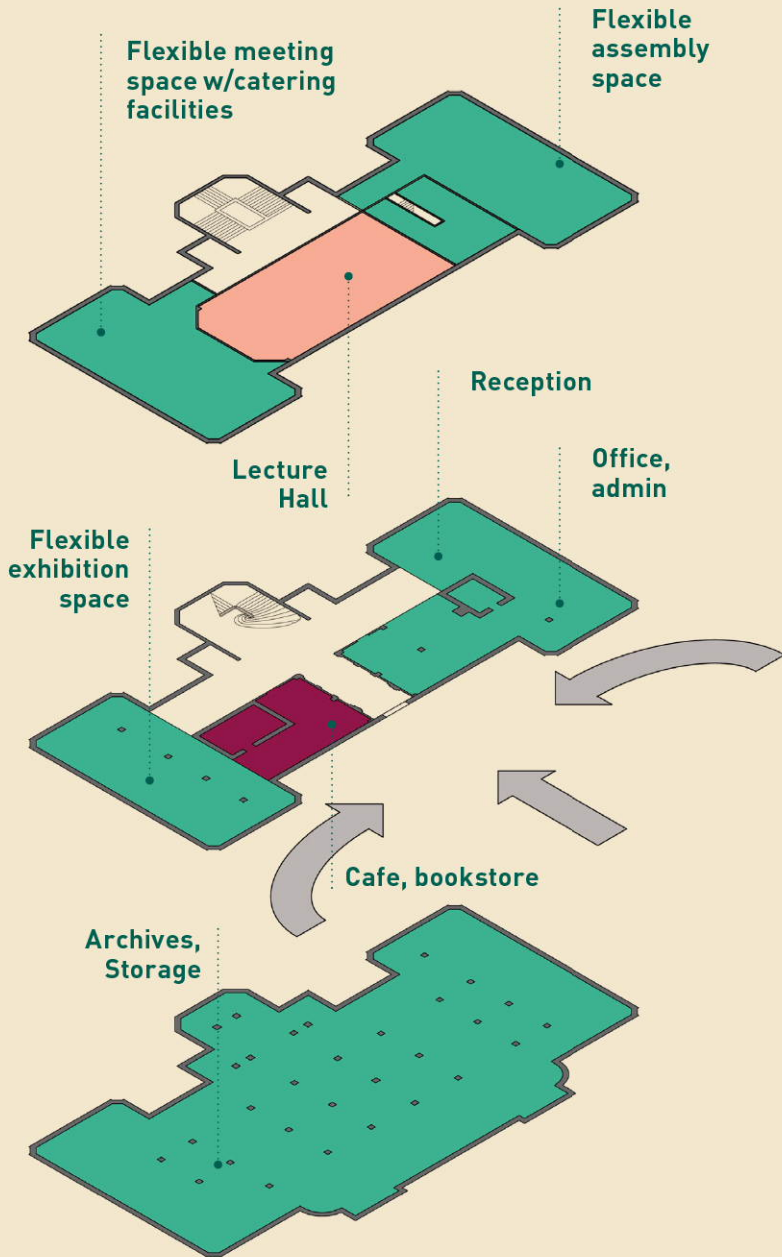 Flexible meeting
space w/catering
facilities
Flexible
assembly
space
Reception
Lecture
Hall
Office,
admin
Flexible
exhibition
space
Cafe, bookstore
Archives,
Storage